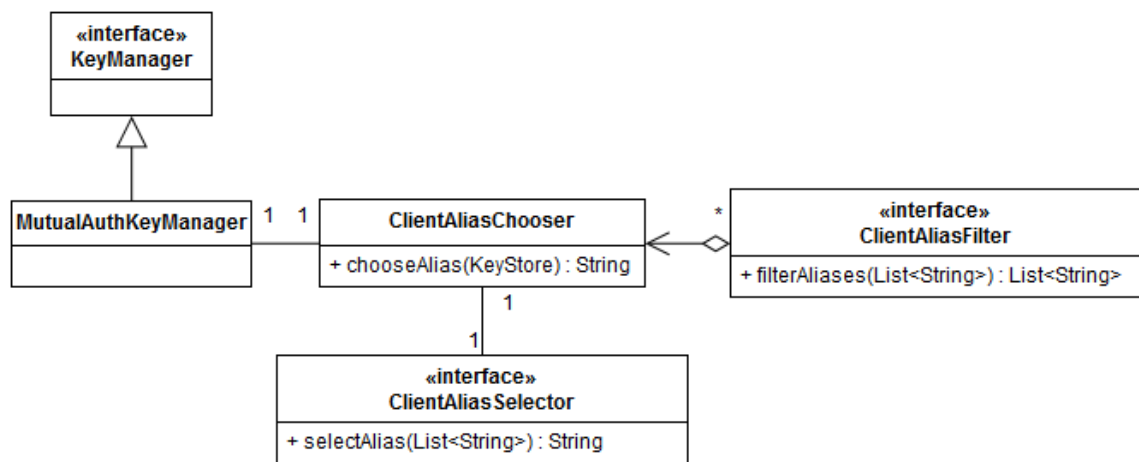 «interface»
KeyManager
MutualAuthKeyManager
1
1
ClientAliasChooser
+ chooseAlias(KeyStore) : String
*
«interface»
ClientAliasFilter
+ filterAliases(List<String>) : List<String>
1
1
«interface»
ClientAliasSelector
+ selectAlias(List<String>) : String